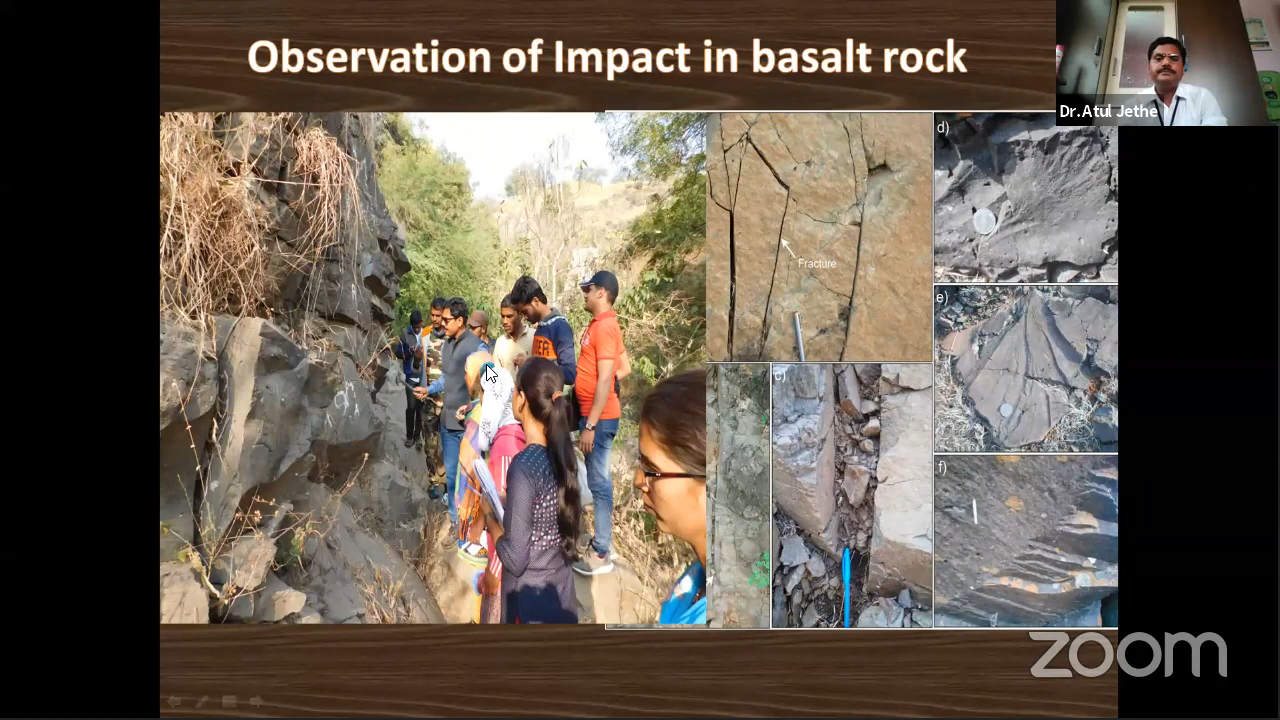 Observation of Impact in basalt rock
Dr.Atul Jethe
d)
Fracture
e)
c)
f)
zoom